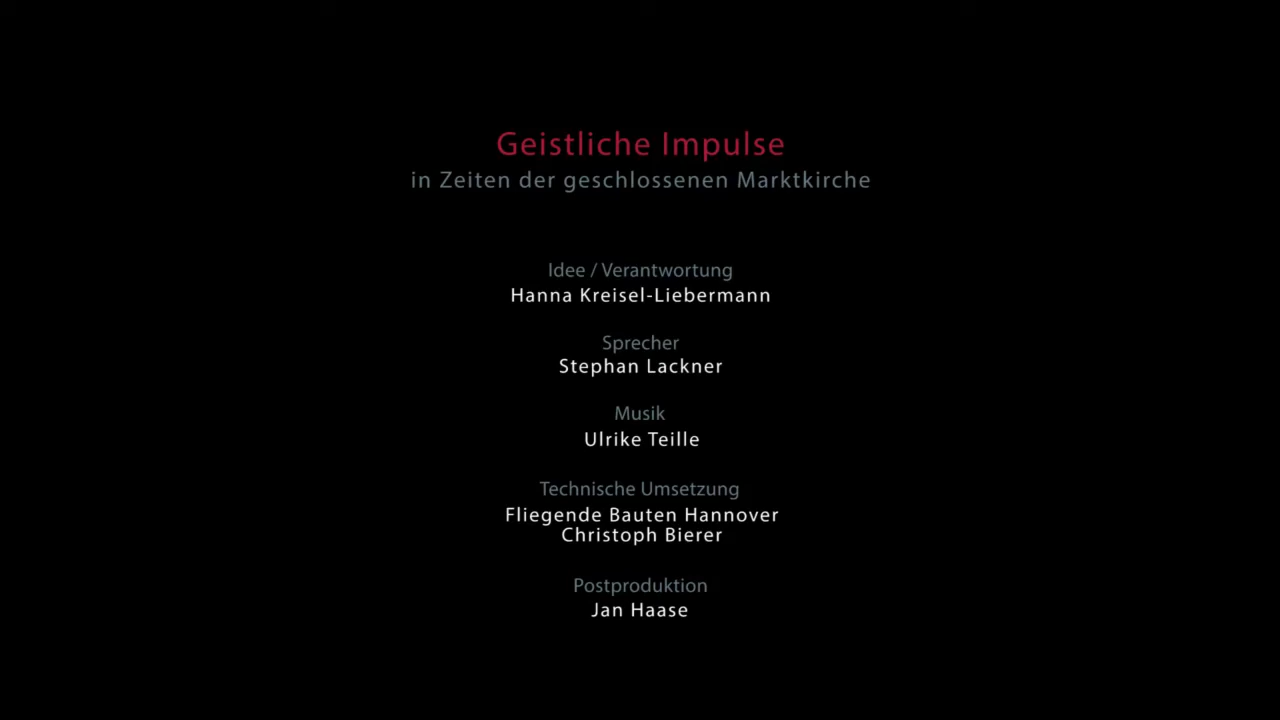 Geistliche Impulse
in Zeiten der geschlossenen Marktkirche
Idee / Verantwortung
Hanna Kreisel-Liebermann
Sprecher
Stephan Lackner
Musik
Ulrike Teille
Technische Umsetzung
Fliegende Bauten Hannover
Christoph Bierer
Postproduktion
Jan Haase